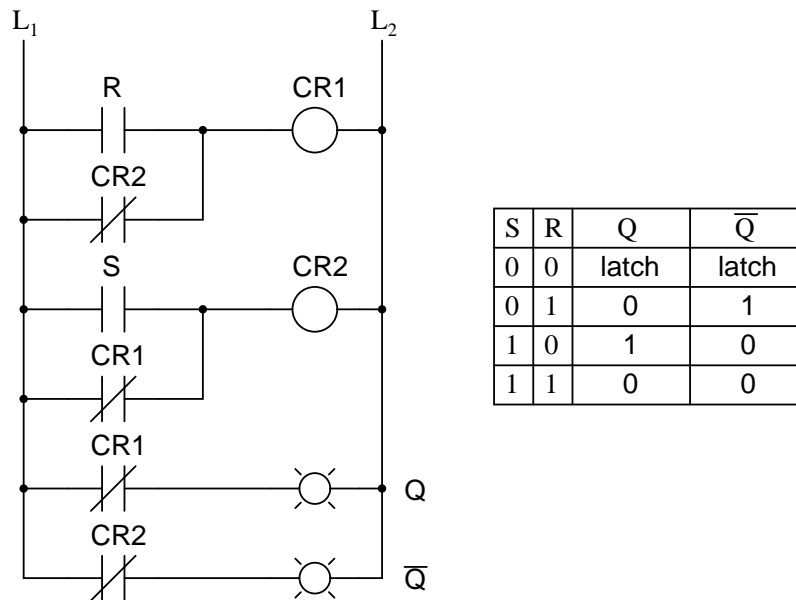 L₁ L₂
R CR1
CR2
S CR2
CR1
CR1
Q
CR2
Q̅
S R Q Q̅
0 0 latch latch
0 1 0 1
1 0 1 0
1 1 0 0